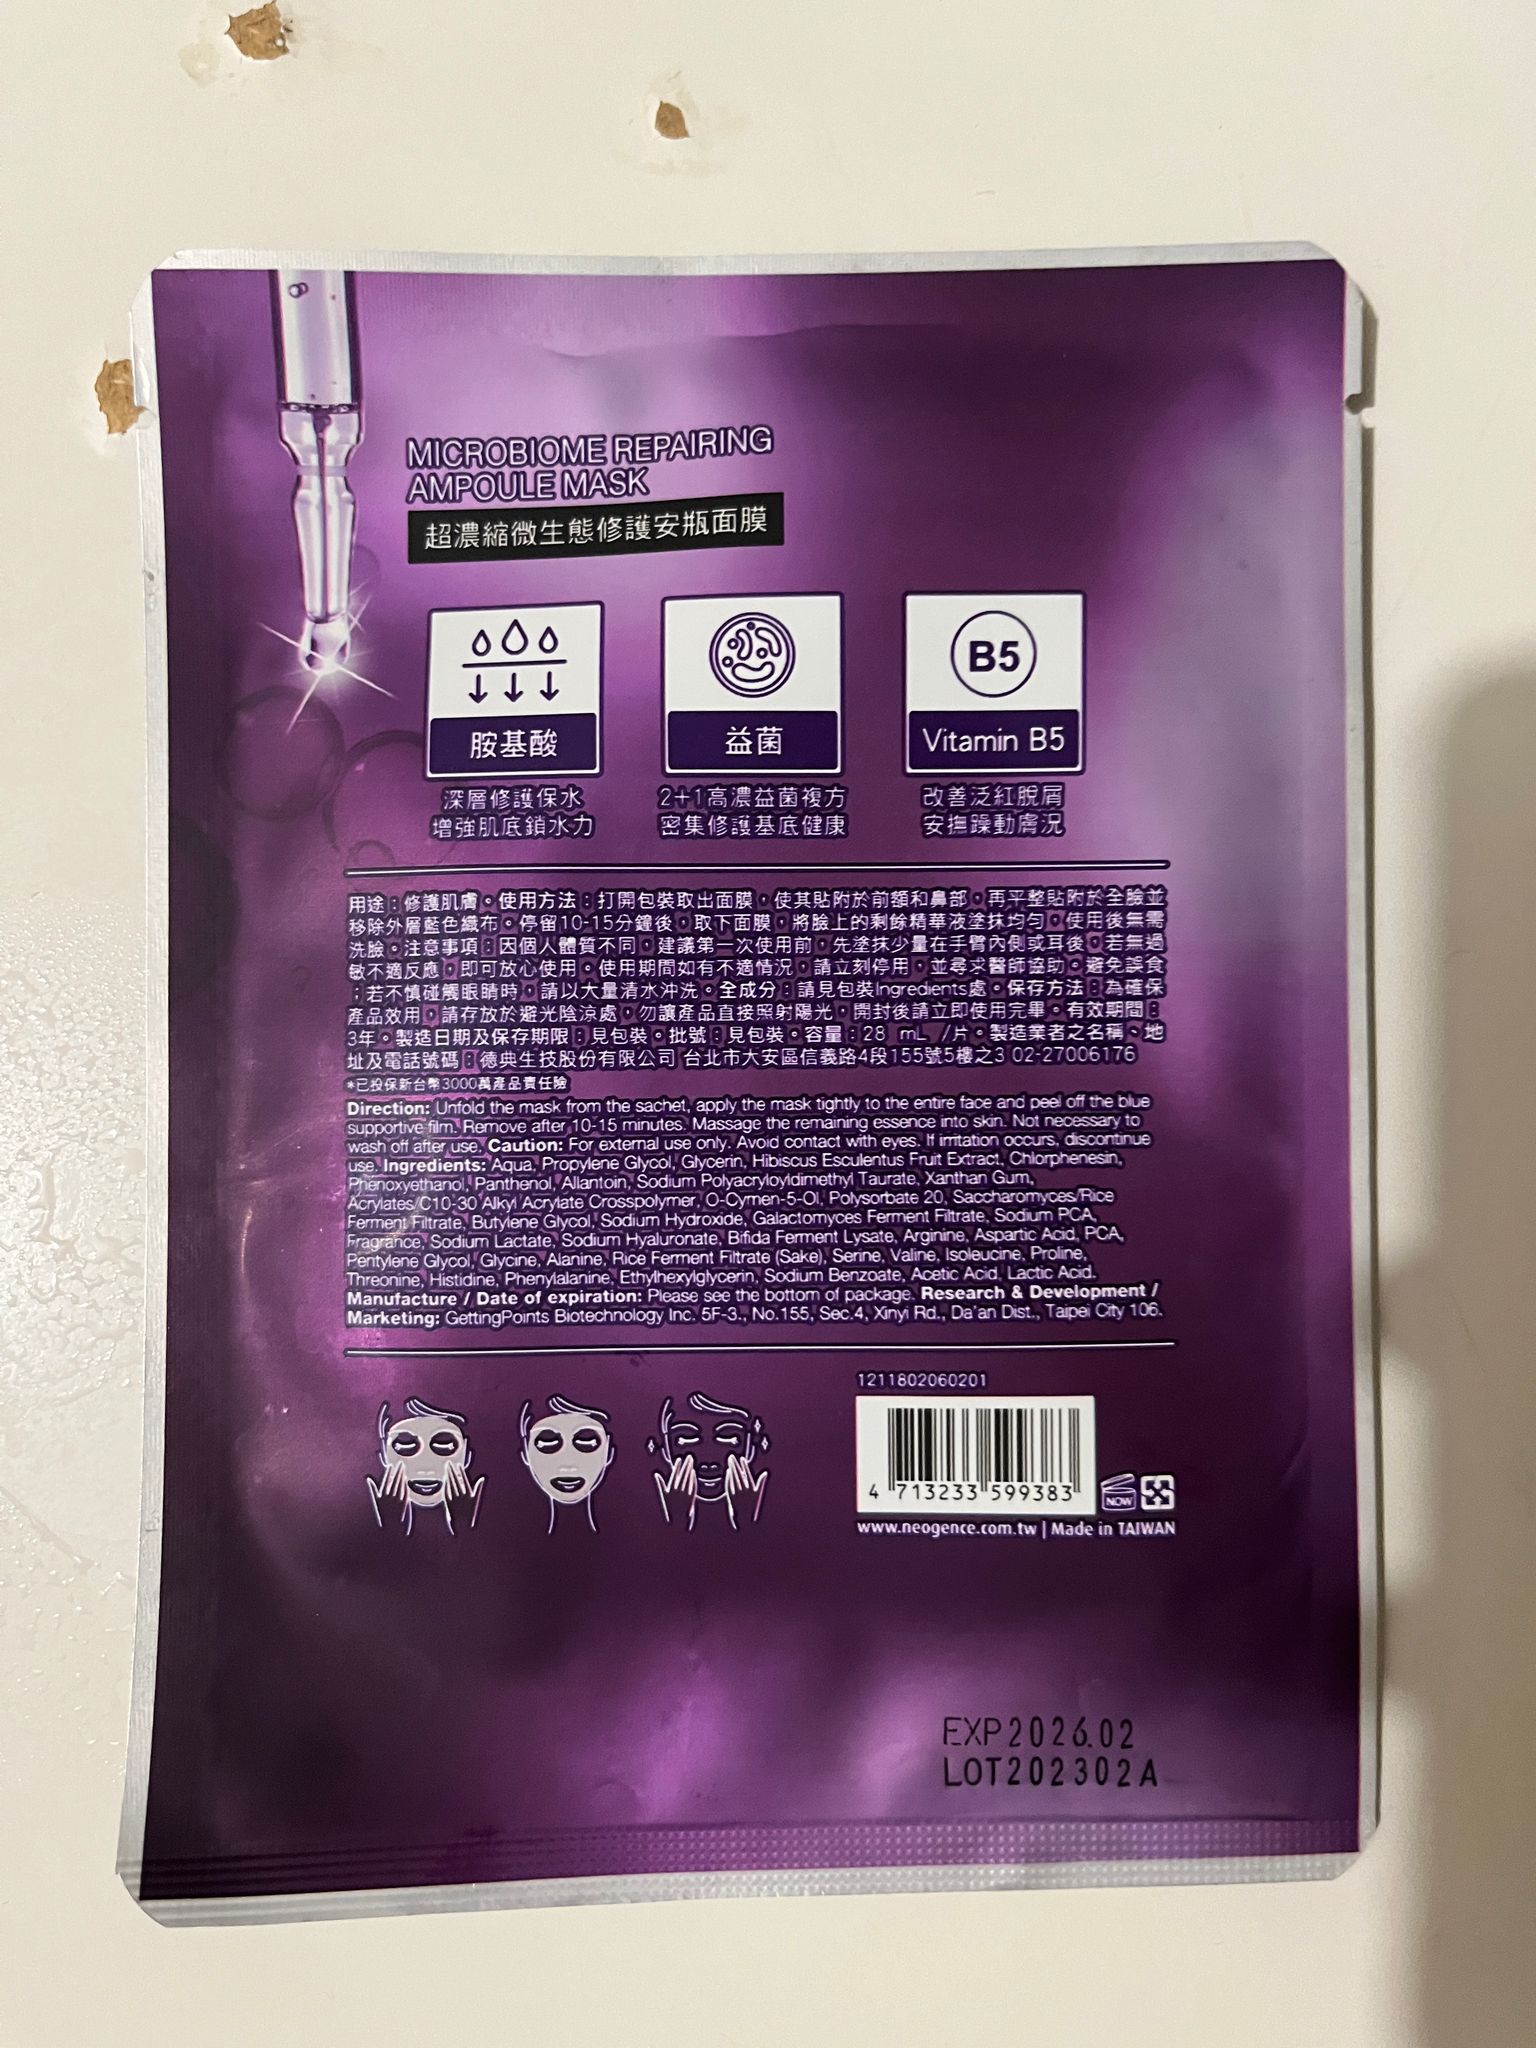 MICROBIOME REPAIRING
AMPOULE MASK
超濃縮微生態修護安瓶面膜
B5
胺基酸
益菌
Vitamin B5
深層修護保水
增強肌底鎖水力
2+1高濃益菌複方
密集修護基底健康
改善泛紅脫屑
安撫躁動膚況
用途：修護肌膚。使用方法：打開包裝取出面膜，使其貼附於前額和鼻部，再平整貼附於全臉並
移除外層藍色織布。停留10-15分鐘後，取下面膜，將臉上的剩餘精華液塗抹均勻，使用後無需
洗臉。注意事項：因個人體質不同，建議第一次使用前，先塗抹少量在手臂內側或耳後，若無過
敏不適反應，即可放心使用。使用期間如有不適情況，請立刻停用，並尋求醫師協助。避免誤食
；若不慎碰觸眼睛時，請以大量清水沖洗。全成分：請見包裝Ingredients處。保存方法：為確保
產品效用，請存放於避光陰涼處，勿讓產品直接照射陽光，開封後請立即使用完畢。有效期間：
3年。製造日期及保存期限：見包裝。批號：見包裝。容量：28 mL /片。製造業者之名稱、地
址及電話號碼：德典生技股份有限公司 台北市大安區信義路4段155號5樓之3 02-27006176
*已投保新台幣3000萬產品責任險
Direction: Unfold the mask from the sachet, apply the mask tightly to the entire face and peel off the blue
supportive film. Remove after 10-15 minutes. Massage the remaining essence into skin. Not necessary to
wash off after use. Caution: For external use only. Avoid contact with eyes. If irritation occurs, discontinue
use. Ingredients: Aqua, Propylene Glycol, Glycerin, Hibiscus Esculentus Fruit Extract, Chlorphenesin,
Phenoxyethanol, Panthenol, Allantoin, Sodium Polyacryloyldimethyl Taurate, Xanthan Gum,
Acrylates/C10-30 Alkyl Acrylate Crosspolymer, O-Cymen-5-Ol, Polysorbate 20, Saccharomyces/Rice
Ferment Filtrate, Butylene Glycol, Sodium Hydroxide, Galactomyces Ferment Filtrate, Sodium PCA,
Fragrance, Sodium Lactate, Sodium Hyaluronate, Bifida Ferment Lysate, Arginine, Aspartic Acid, PCA,
Pentylene Glycol, Glycine, Alanine, Rice Ferment Filtrate (Sake), Serine, Valine, Isoleucine, Proline,
Threonine, Histidine, Phenylalanine, Ethylhexylglycerin, Sodium Benzoate, Acetic Acid, Lactic Acid.
Manufacture / Date of expiration: Please see the bottom of package. Research & Development /
Marketing: GettingPoints Biotechnology Inc. 5F-3., No.155, Sec.4, Xinyi Rd., Da'an Dist., Taipei City 106.
1211802060201
4 713233 599383
NOW
www.neogence.com.tw | Made in TAIWAN
EXP2026.02
LOT202302A